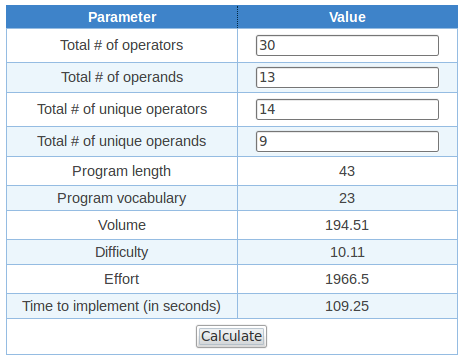 Parameter Value
Total # of operators 30
Total # of operands 13
Total # of unique operators 14
Total # of unique operands 9
Program length 43
Program vocabulary 23
Volume 194.51
Difficulty 10.11
Effort 1966.5
Time to implement (in seconds) 109.25
Calculate